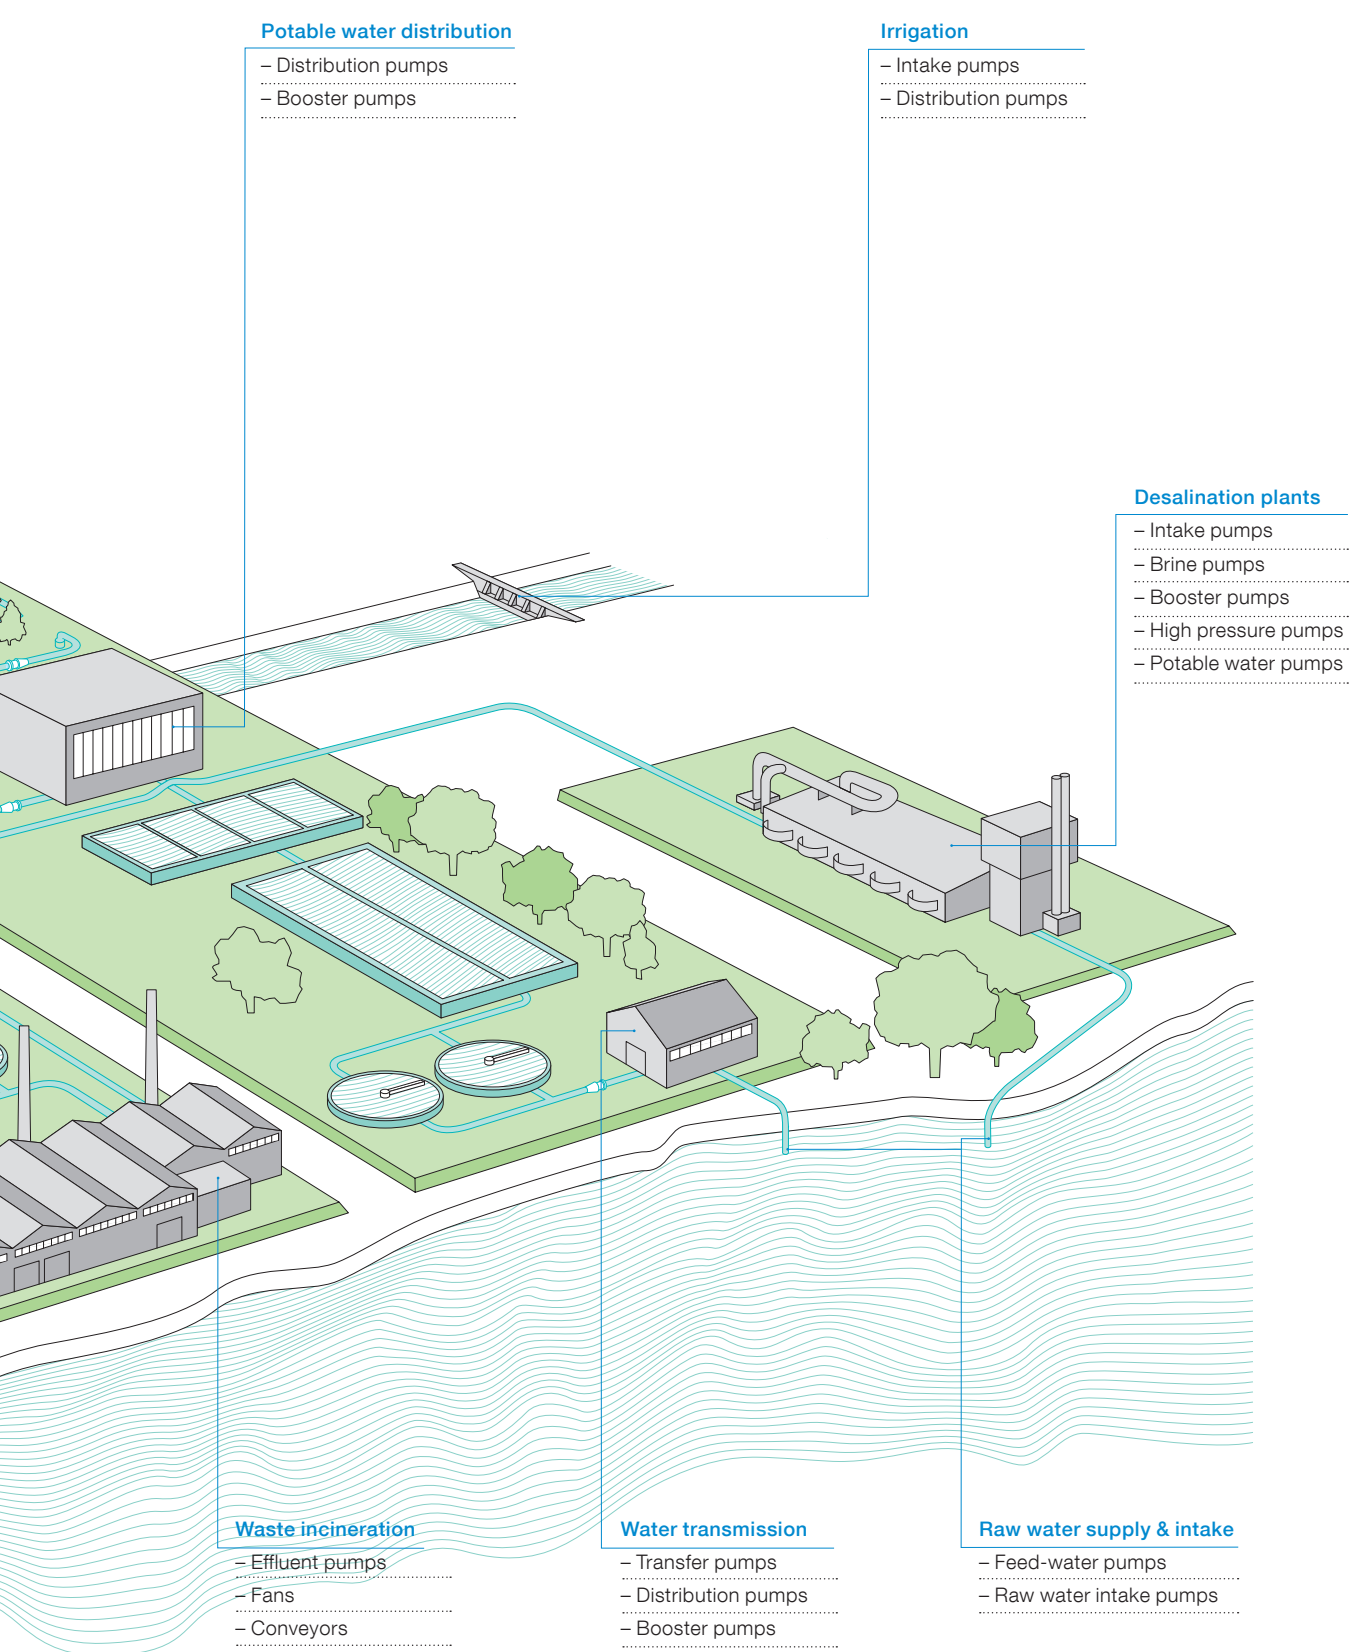 Potable water distribution
– Distribution pumps
– Booster pumps
Irrigation
– Intake pumps
– Distribution pumps
Desalination plants
– Intake pumps
– Brine pumps
– Booster pumps
– High pressure pumps
– Potable water pumps
Waste incineration
– Effluent pumps
– Fans
– Conveyors
Water transmission
– Transfer pumps
– Distribution pumps
– Booster pumps
Raw water supply & intake
– Feed-water pumps
– Raw water intake pumps